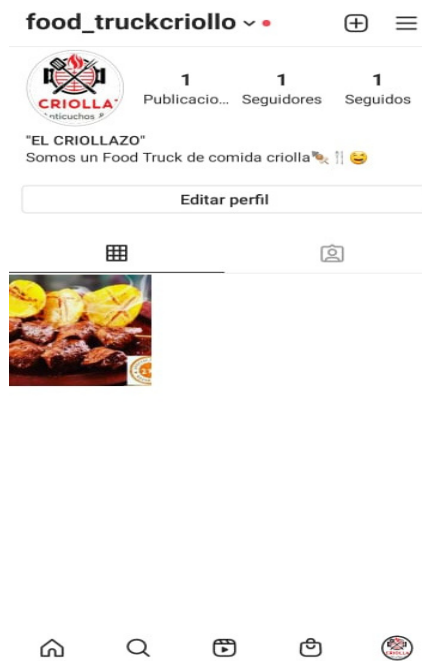 food_truckcriollo
1 1 1
Publicacio... Seguidores Seguidos
CRIOLLA
"EL CRIOLLAZO"
Somos un Food Truck de comida criolla🍢🍴😆
Editar perfil